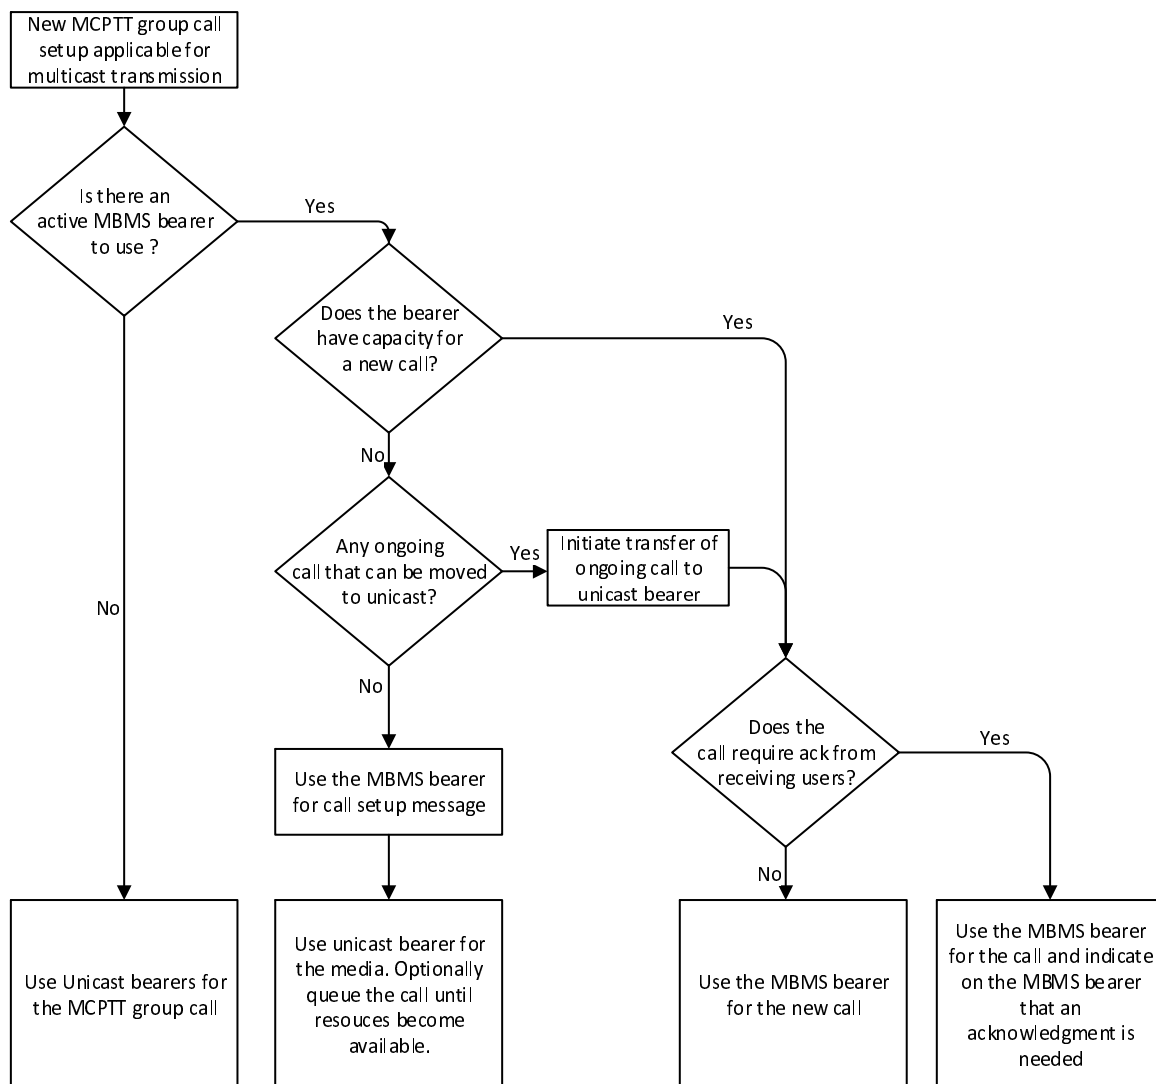 New MCPTT group call
setup applicable for
multicast transmission
Is there an
active MBMS bearer
to use ?
Yes
Does the bearer
have capacity for
a new call?
Yes
No
Any ongoing
call that can be moved
to unicast?
Yes
Initiate transfer of
ongoing call to
unicast bearer
No
No
Does the
call require ack from
receiving users?
Yes
Use the MBMS bearer
for call setup message
No
Use Unicast bearers for
the MCPTT group call
Use unicast bearer for
the media. Optionally
queue the call until
resouces become
available.
Use the MBMS bearer
for the new call
Use the MBMS bearer
for the call and indicate
on the MBMS bearer
that an
acknowledgment is
needed